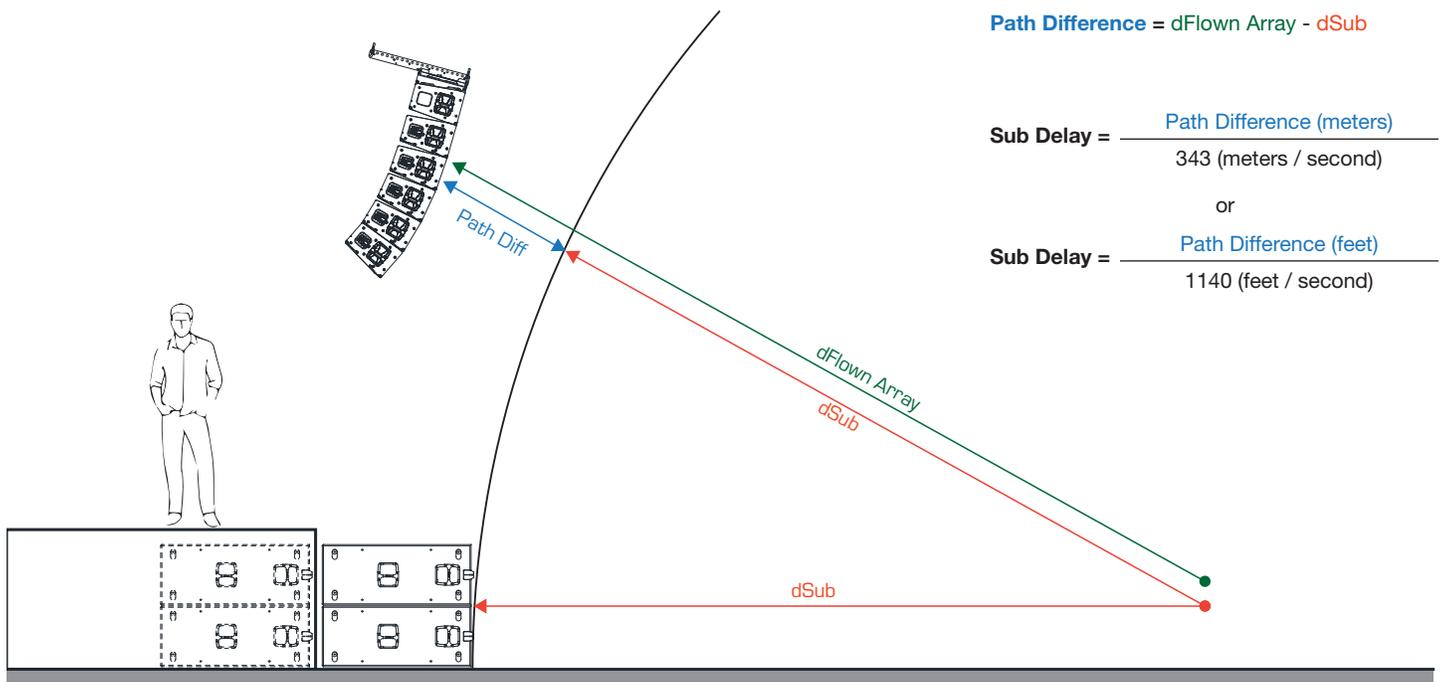 Path Difference = dFlown Array - dSub
Sub Delay = Path Difference (meters)
343 (meters / second)
or
Sub Delay = Path Difference (feet)
1140 (feet / second)
Path Diff
dFlown Array
dSub
dSub